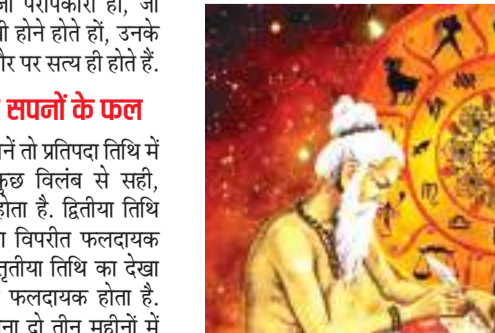 परोपकारी हों, जो
होने होते हों, उनके
पर सत्य ही होते हैं.
सपनों के फल
तो प्रतिपदा तिथि में
कुछ विलंब से सही,
होता है. द्वितीया तिथि
विपरीत फलदायक
तृतीया तिथि का देखा
फलदायक होता है.
दो तीन महीनों में